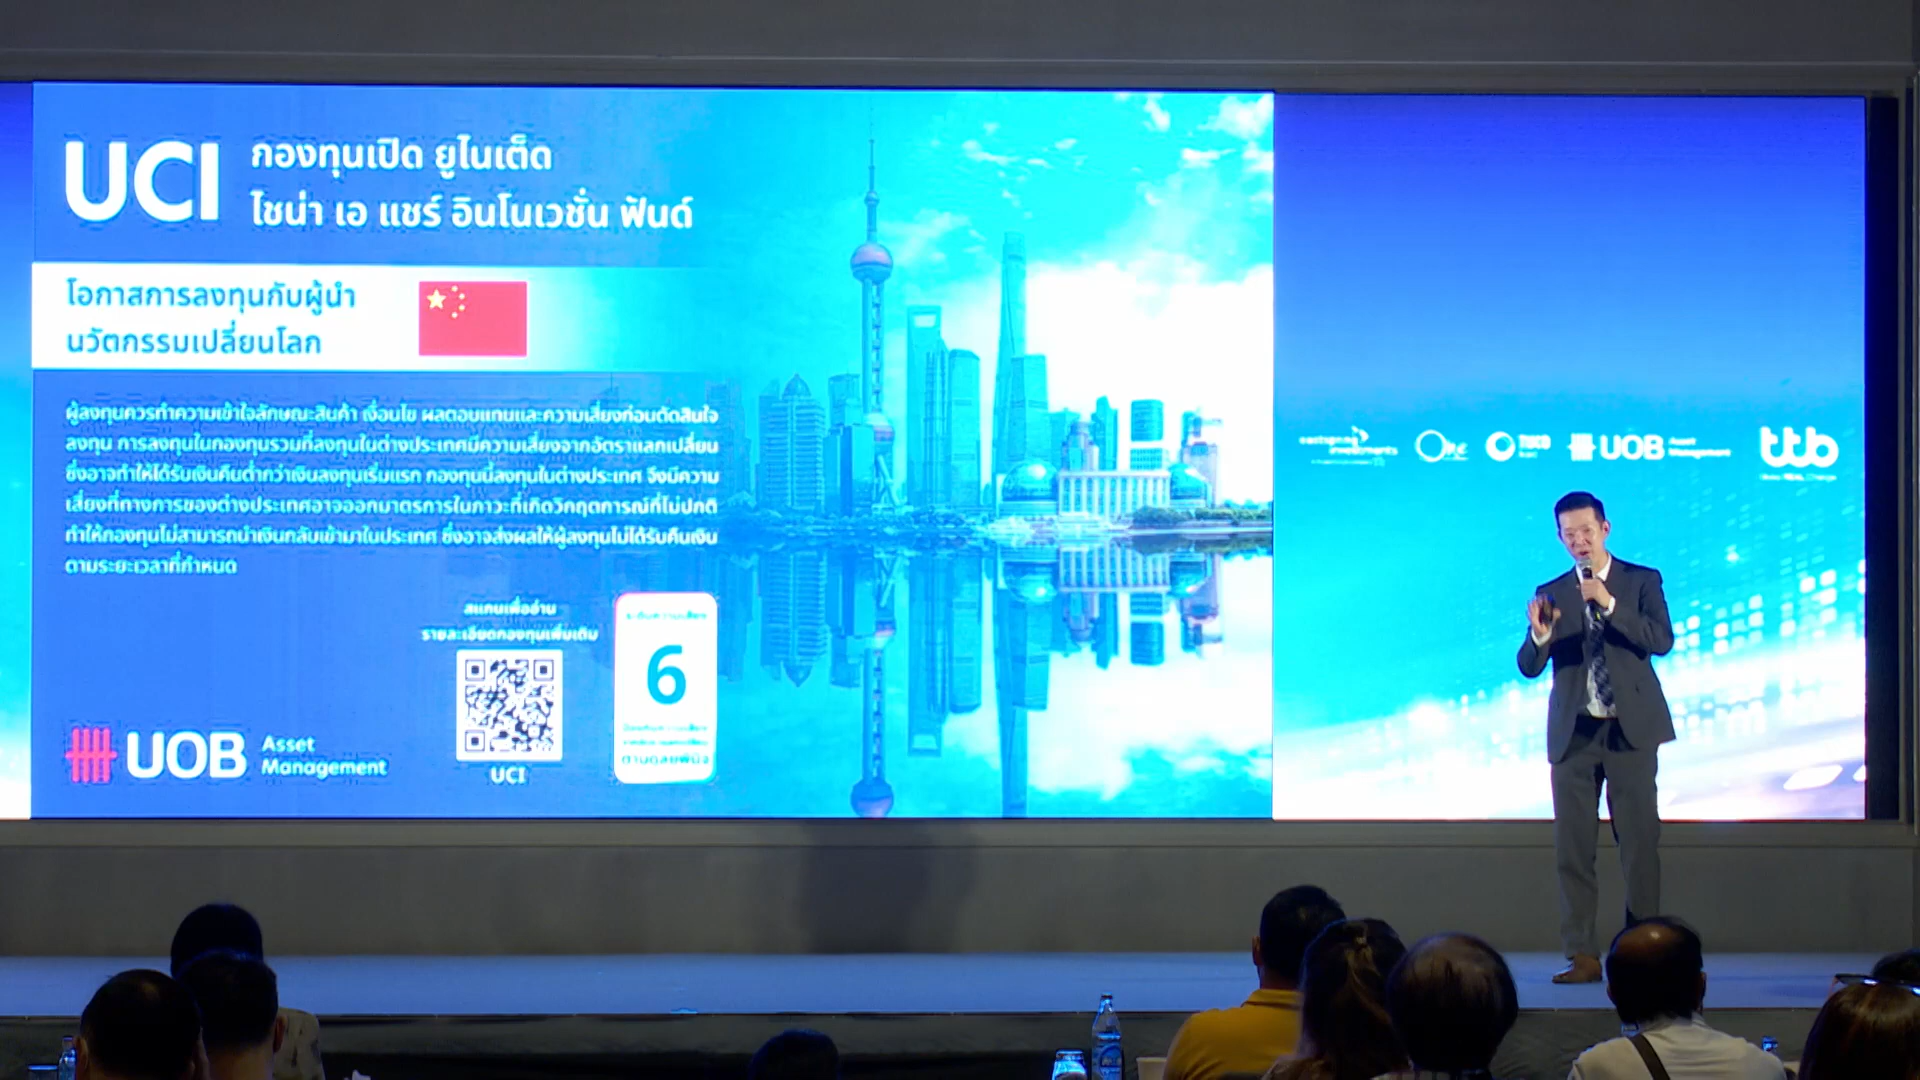 UCI
กองทุนเปิด ยูไนเต็ด
ไชน่า เอ แชร์ อินโนเวชั่น ฟันด์
โอกาสการลงทุนกับผู้นำ
นวัตกรรมเปลี่ยนโลก
ผู้ลงทุนควรทำความเข้าใจลักษณะสินค้า เงื่อนไข ผลตอบแทนและความเสี่ยงก่อนตัดสินใจ
ลงทุน การลงทุนในกองทุนรวมที่ลงทุนในต่างประเทศมีความเสี่ยงจากอัตราแลกเปลี่ยน
ซึ่งอาจทำให้ได้รับเงินคืนต่ำกว่าเงินลงทุนเริ่มแรก กองทุนนี้ลงทุนในต่างประเทศ จึงมีความ
เสี่ยงที่ทางการของต่างประเทศอาจออกมาตรการในภาวะที่เกิดวิกฤตการณ์ที่ไม่ปกติ
ทำให้กองทุนไม่สามารถนำเงินกลับเข้ามาในประเทศ ซึ่งอาจส่งผลให้ผู้ลงทุนไม่ได้รับคืนเงิน
ตามระยะเวลาที่กำหนด
สแกนเพื่ออ่าน
รายละเอียดกองทุนเพิ่มเติม
UCI
ระดับความเสี่ยง
6
UOB Asset
Management
eastspring
investments
One
UOB Asset
Management
ttb